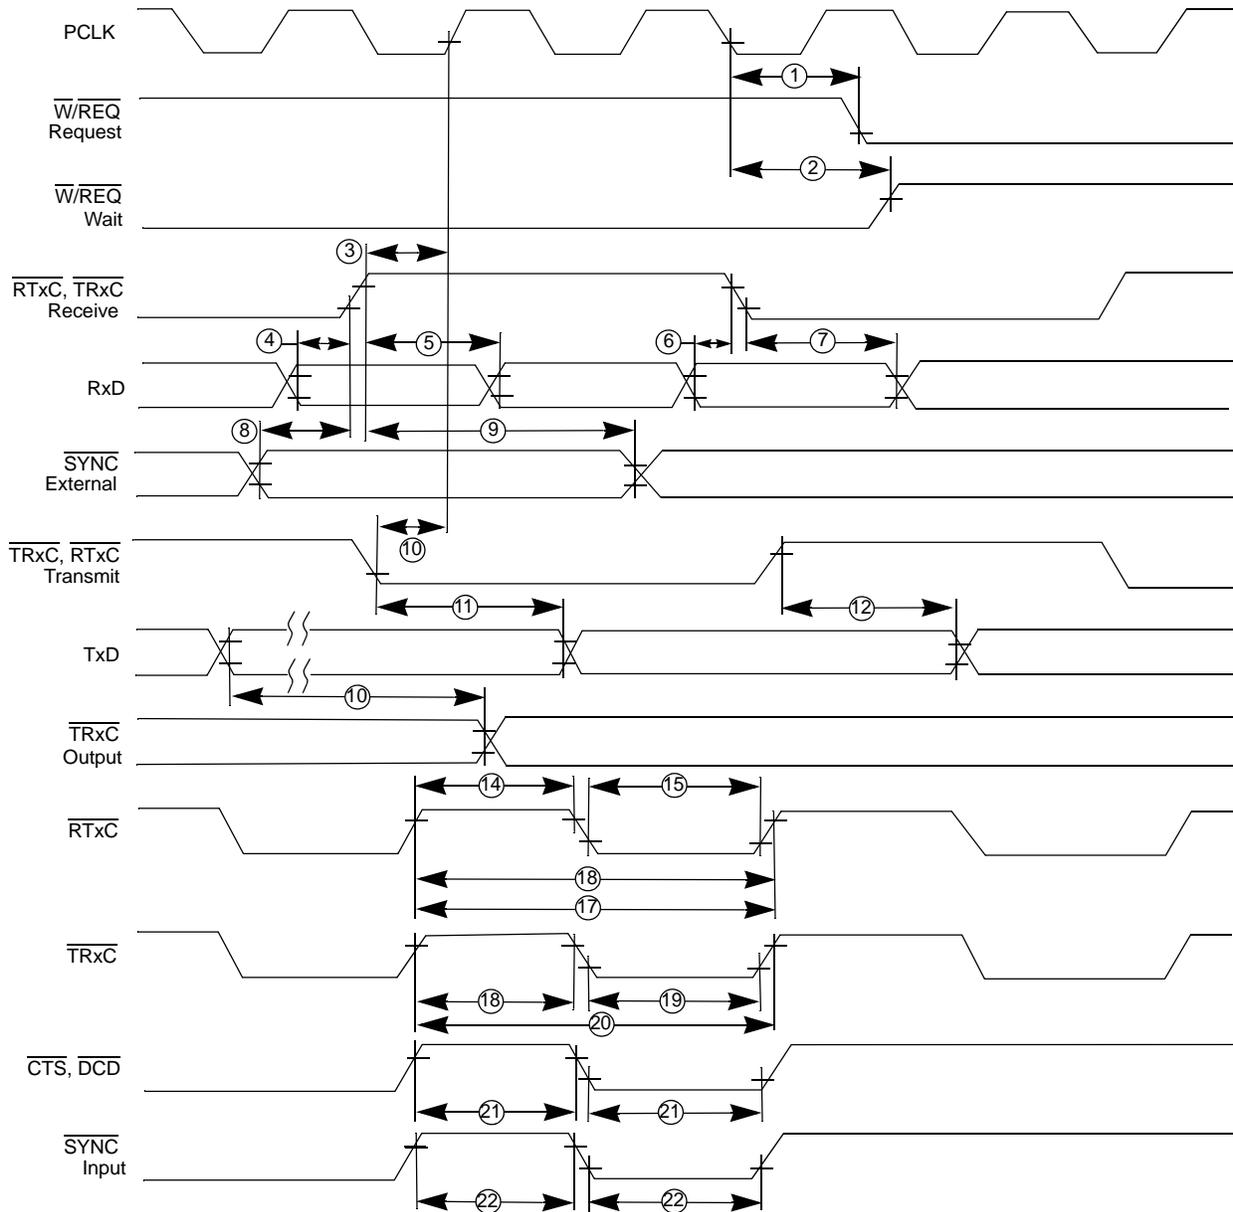 PCLK
1
W/REQ
Request
2
W/REQ
Wait
3
RTxC, TRxC
Receive
4
5
6
7
RxD
8
9
SYNC
External
10
TRxC, RTxC
Transmit
11
12
TxD
10
TRxC
Output
14
15
RTxC
18
17
TRxC
18
19
20
CTS, DCD
21
21
SYNC
Input
22
22